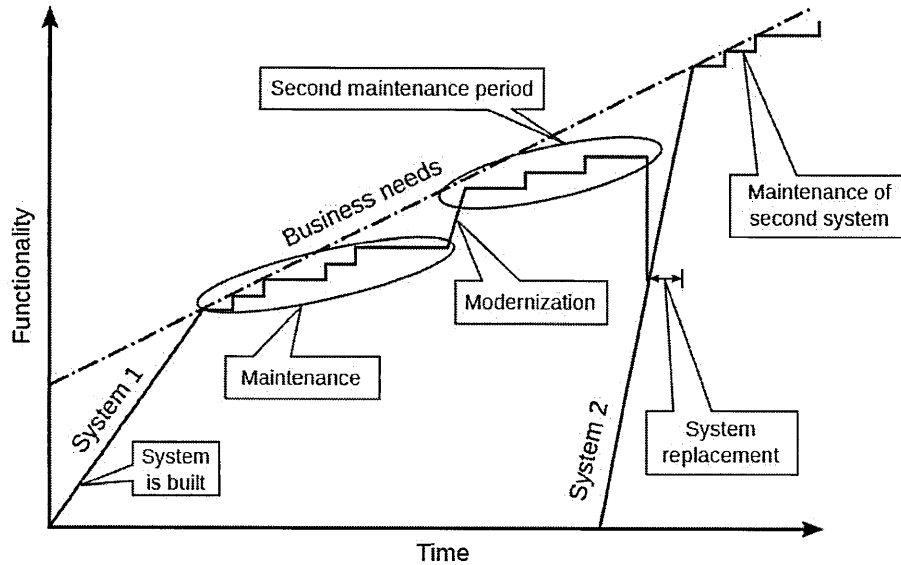 Second maintenance period
Business needs
Maintenance of
second system
Functionality
Modernization
Maintenance
System 1
System
is built
System 2
System
replacement
Time